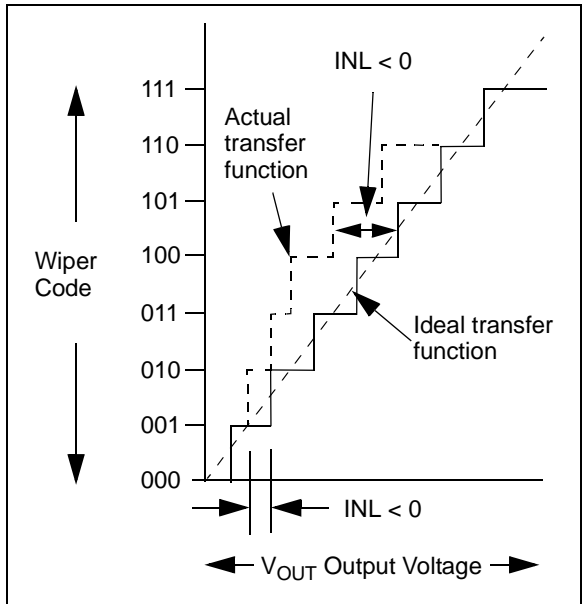 INL < 0
111
110
101
100
011
010
001
000
Wiper
Code
Actual
transfer
function
Ideal transfer
function
INL < 0
VOUT Output Voltage